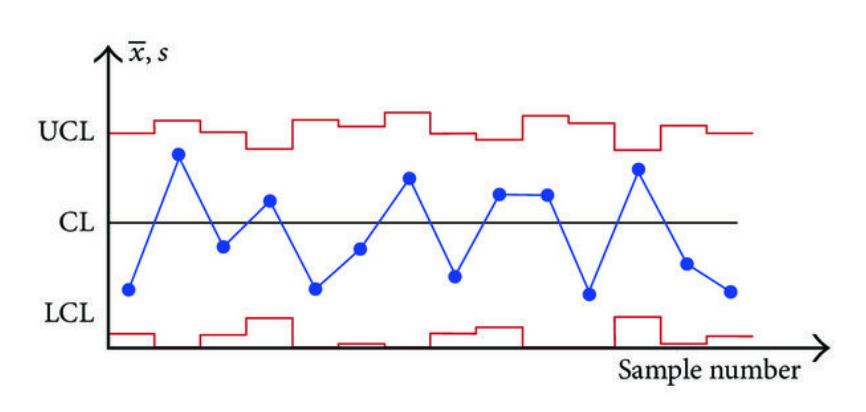 x̅, s
UCL
CL
LCL
Sample number